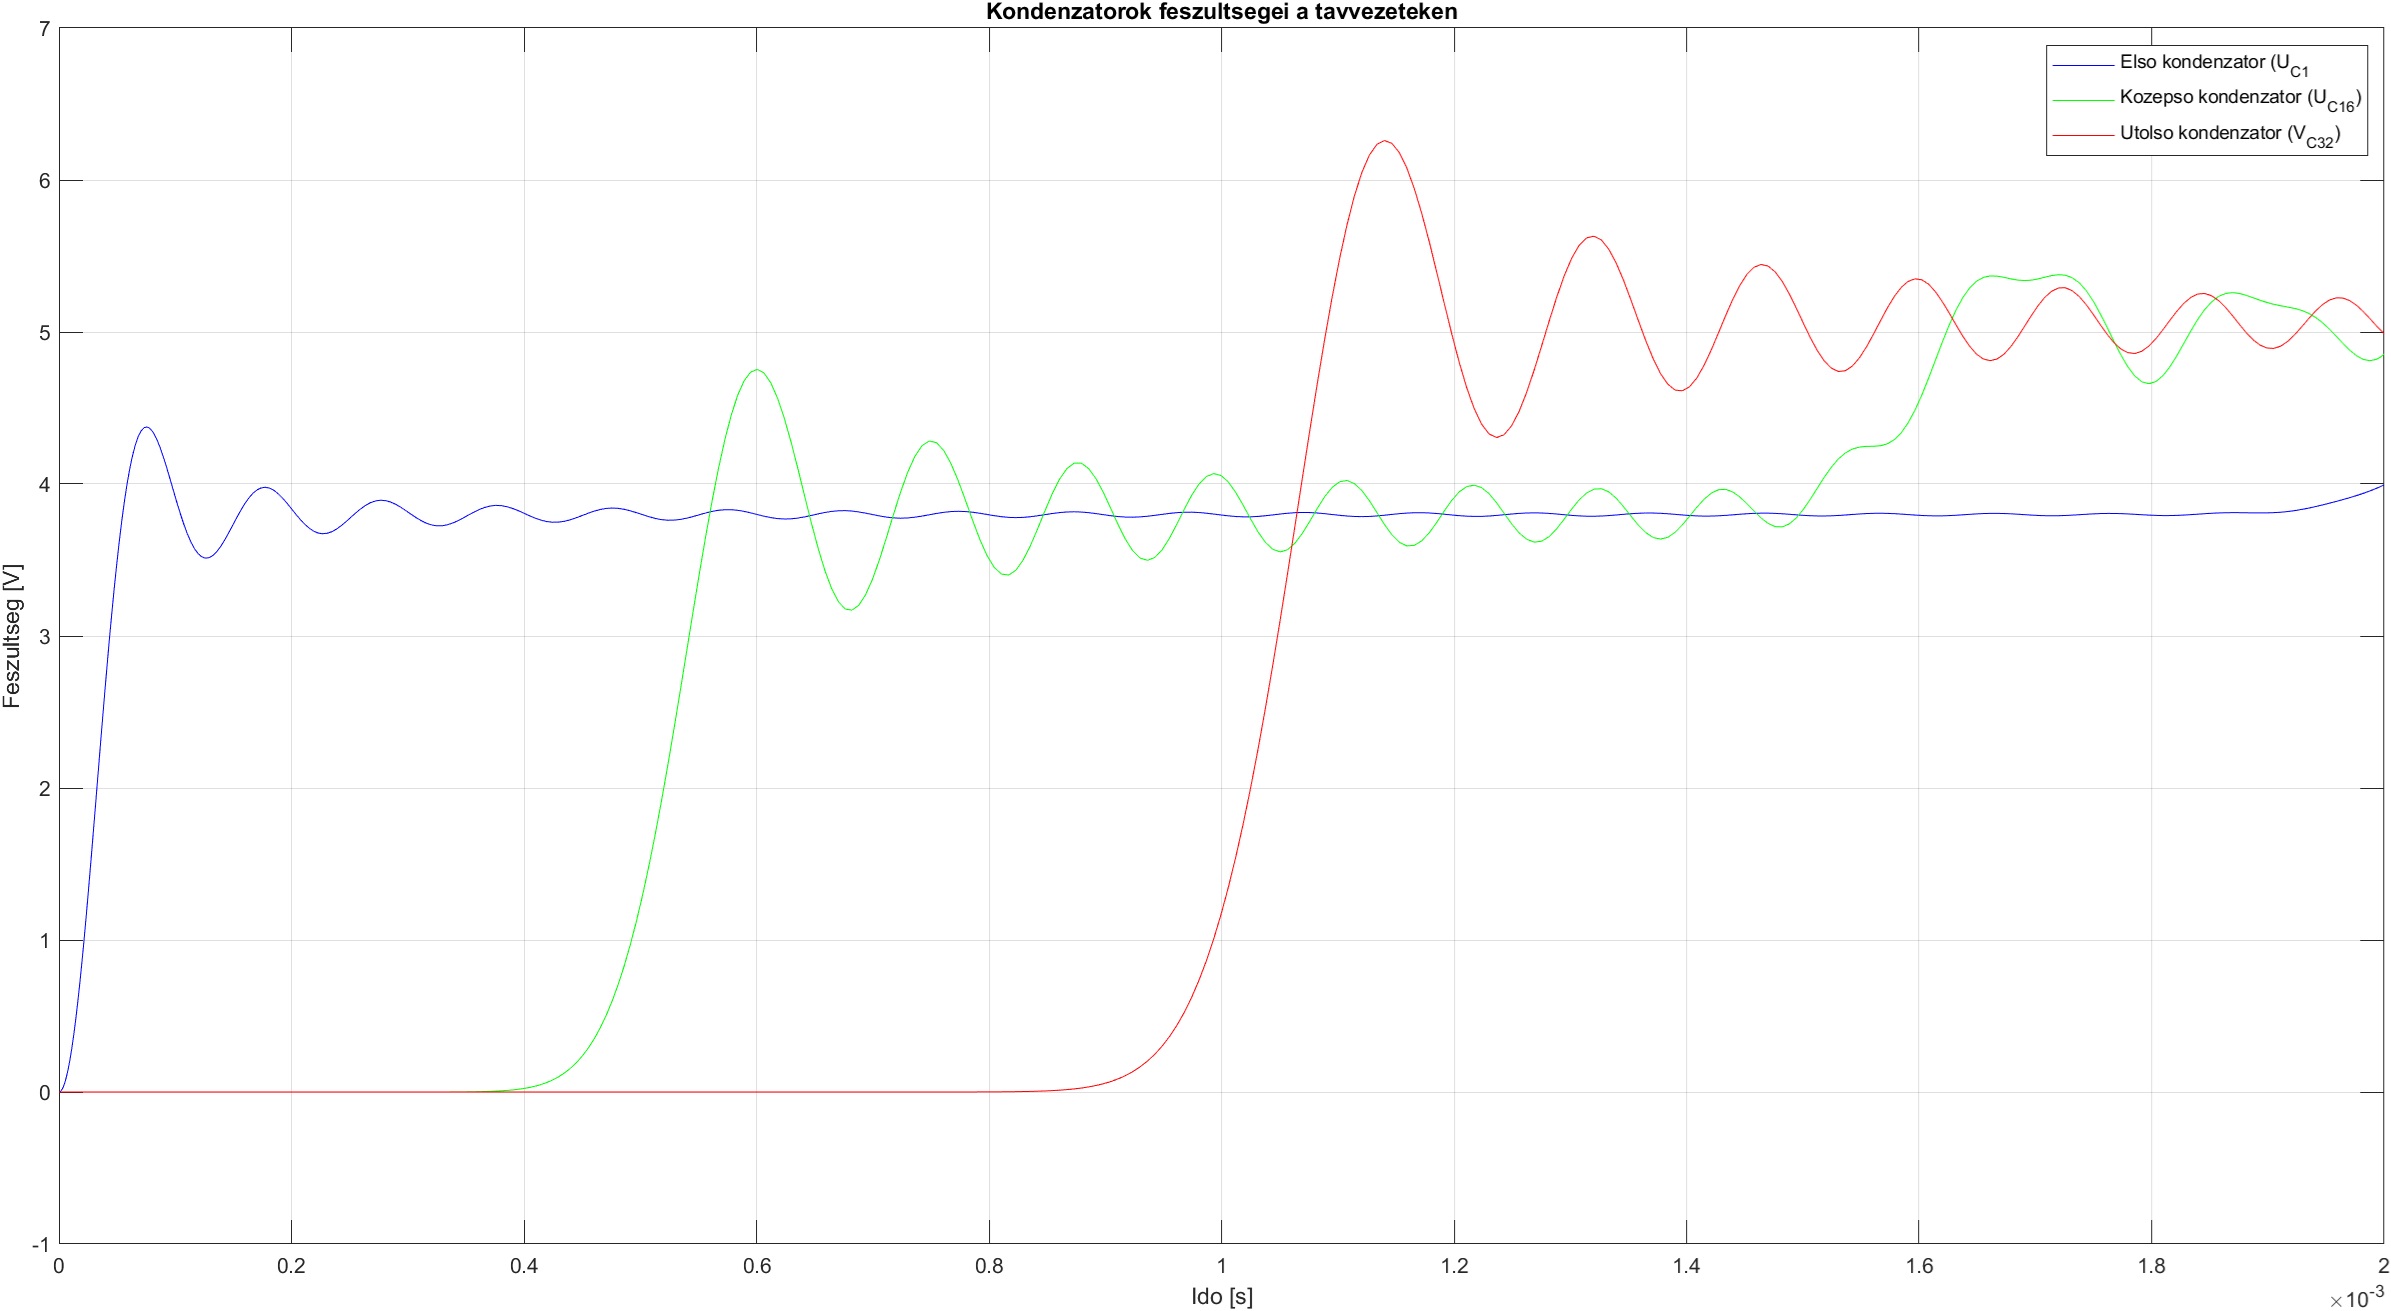 Kondenzatorok feszultsegei a tavvezeteken
Elso kondenzator (U_C1
Kozepso kondenzator (U_C16)
Utolso kondenzator (V_C32)
Feszultseg [V]
7
6
5
4
3
2
1
0
-1
0 0.2 0.4 0.6 0.8 1 1.2 1.4 1.6 1.8 2
×10^-3
Ido [s]